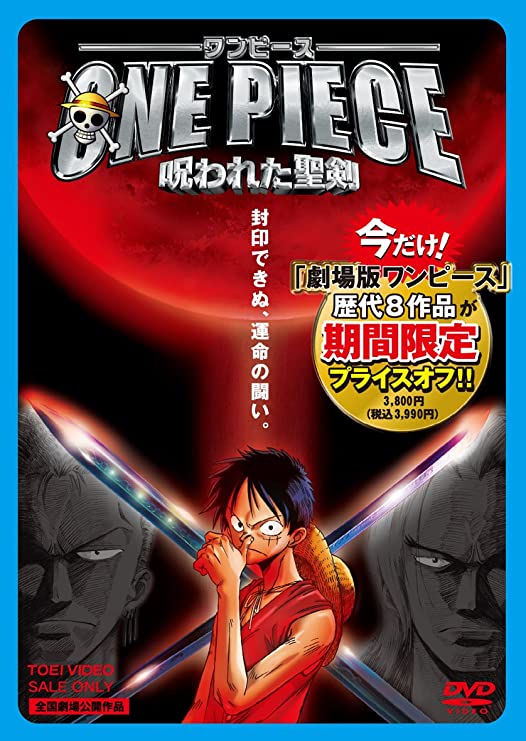 ワンピース
ONE PIECE
呪われた聖剣
封印できぬ、運命の闘い。
今だけ!
「劇場版ワンピース」
歴代8作品が
期間限定
プライスオフ!!
3,800円
(税込3,990円)
TOEI VIDEO
SALE ONLY
全国劇場公開作品
DVD
VIDEO